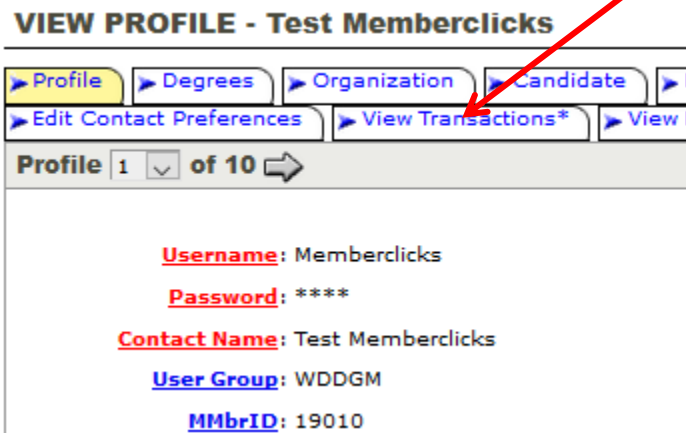 VIEW PROFILE - Test Memberclicks
Profile Degrees Organization Candidate
Edit Contact Preferences View Transactions* View
Profile 1 of 10
Username: Memberclicks
Password: ****
Contact Name: Test Memberclicks
User Group: WDDGM
MMbrID: 19010